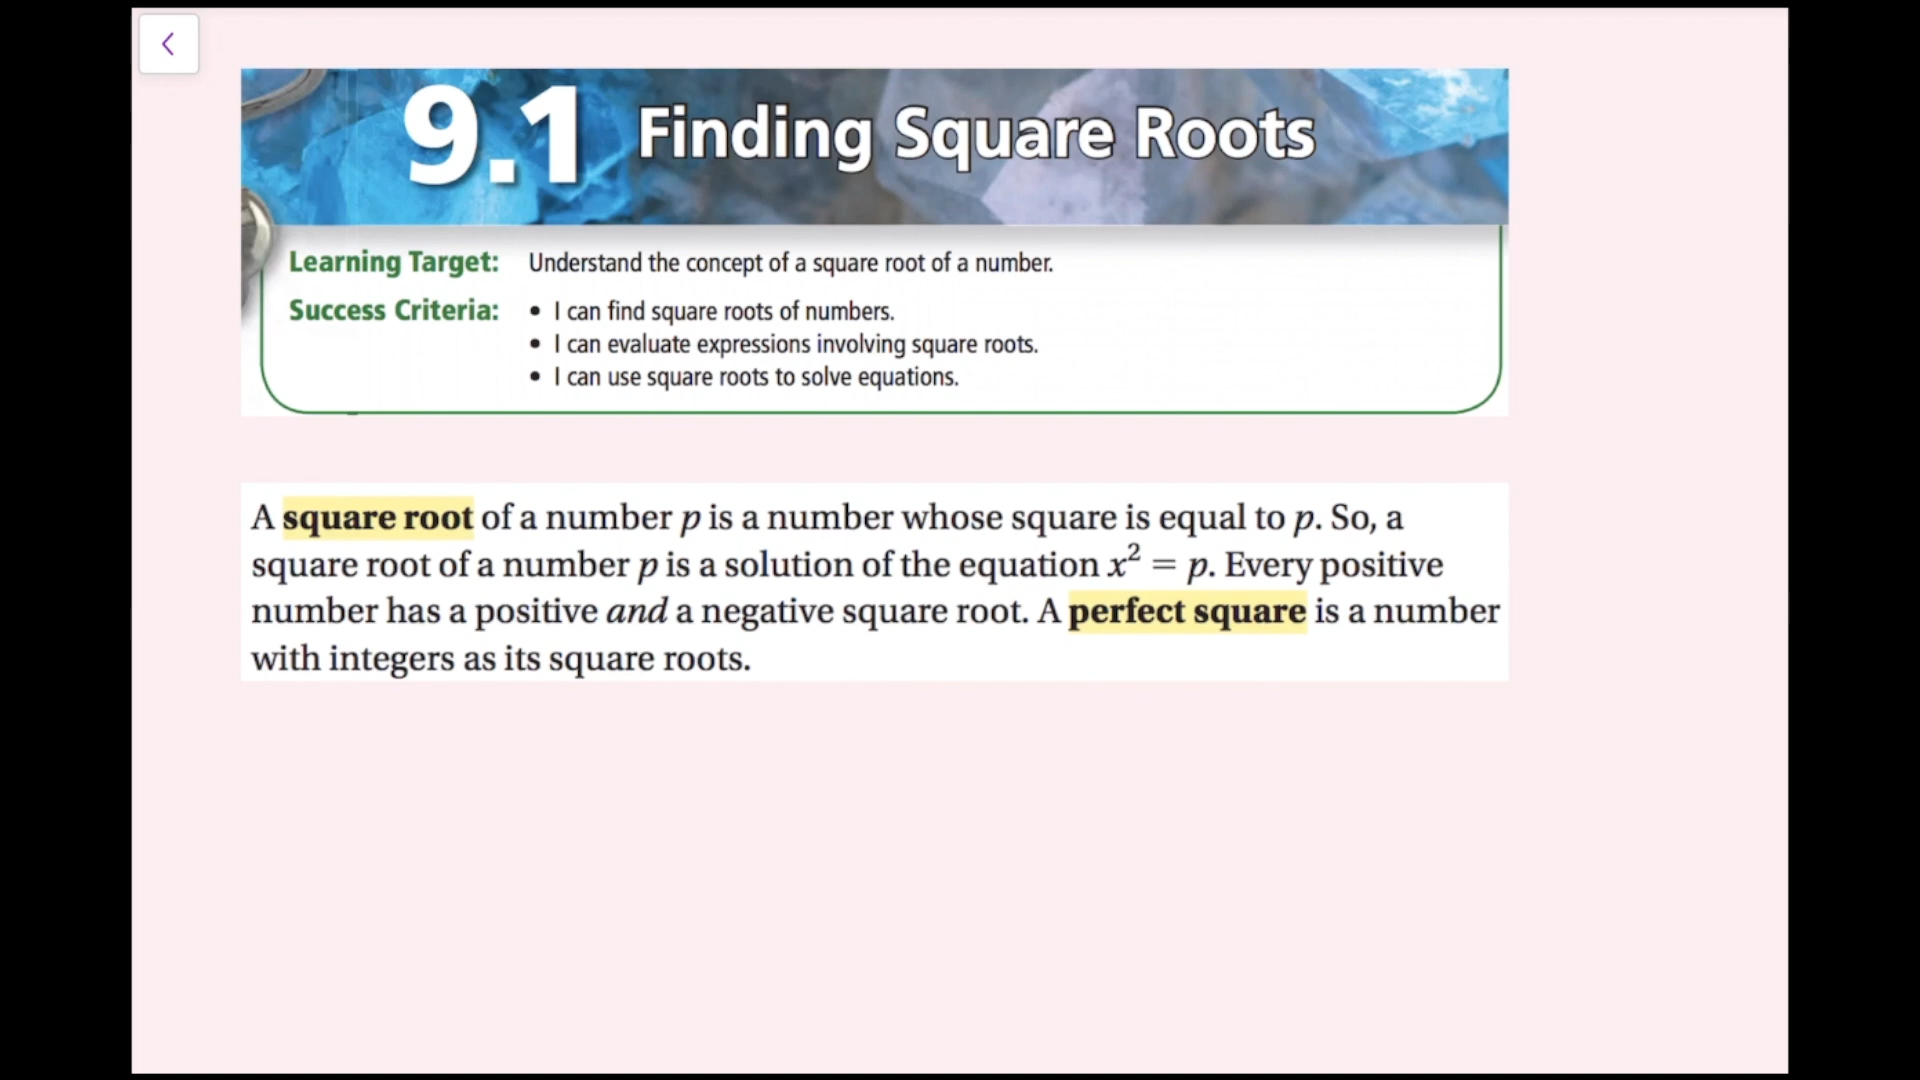 9.1 Finding Square Roots
Learning Target: Understand the concept of a square root of a number.
Success Criteria: • I can find square roots of numbers.
• I can evaluate expressions involving square roots.
• I can use square roots to solve equations.
A square root of a number p is a number whose square is equal to p. So, a
square root of a number p is a solution of the equation x² = p. Every positive
number has a positive and a negative square root. A perfect square is a number
with integers as its square roots.